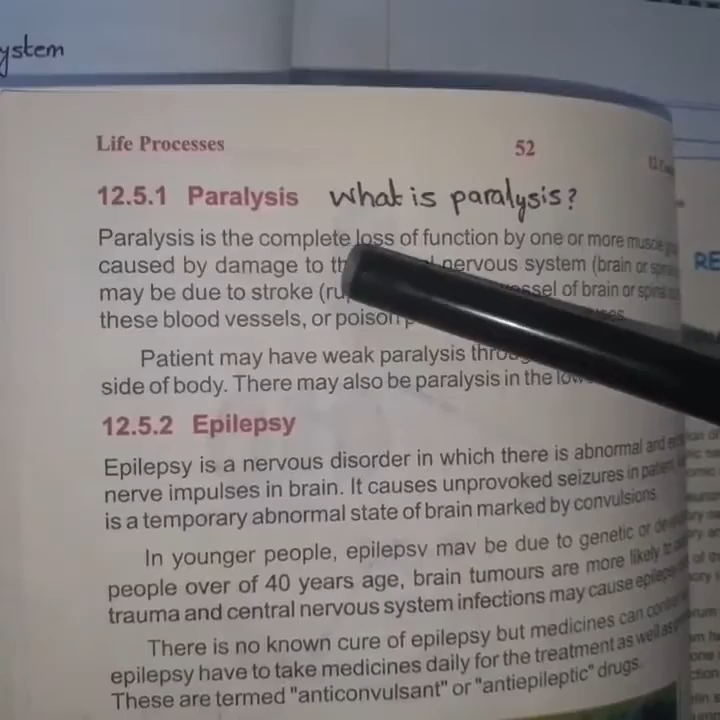 ystem
Life Processes 52
12.5.1 Paralysis What is paralysis?
Paralysis is the complete loss of function by one or more muscle
caused by damage to nervous system (brain or
may be due to stroke of brain or
these blood vessels, or poison
Patient may have weak paralysis
side of body. There may also be paralysis in the
12.5.2 Epilepsy
Epilepsy is a nervous disorder in which there is abnormal and
nerve impulses in brain. It causes unprovoked seizures in
is a temporary abnormal state of brain marked by convulsions.
In younger people, epilepsy may be due to genetic or
people over of 40 years age, brain tumours are more likely to
trauma and central nervous system infections may cause
There is no known cure of epilepsy but medicines can
epilepsy have to take medicines daily for the treatment as well as
These are termed "anticonvulsant" or "antiepileptic" drugs.
RE